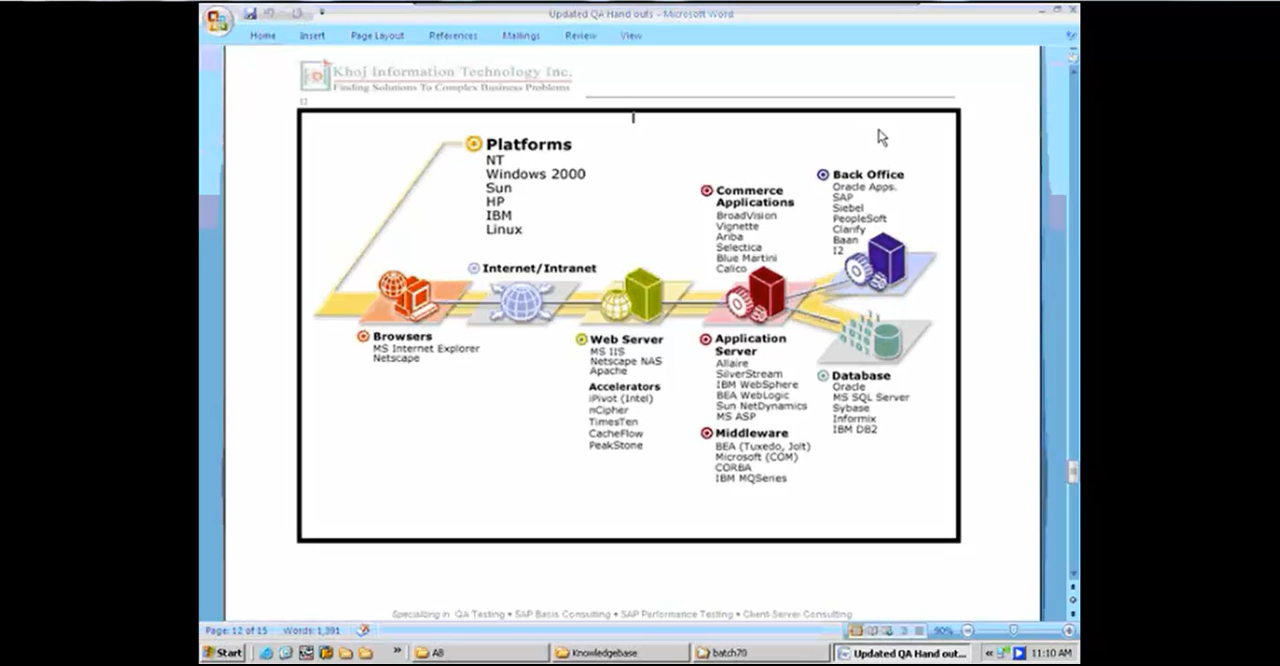 Updated QA Hand outs - Microsoft Word
Home Insert Page Layout References Mailings Review View
Khoj Information Technology Inc.
Finding Solutions To Complex Business Problems
12
Platforms
NT
Windows 2000
Sun
HP
IBM
Linux
Commerce
Applications
BroadVision
Vignette
Ariba
Selectica
Blue Martini
Calico
Back Office
Oracle Apps.
SAP
Siebel
PeopleSoft
Clarify
Baan
I2
Internet/Intranet
Browsers
MS Internet Explorer
Netscape
Web Server
MS IIS
Netscape NAS
Apache
Accelerators
iPivot (Intel)
nCipher
TimesTen
CacheFlow
PeakStone
Application
Server
Allaire
SilverStream
IBM WebSphere
BEA WebLogic
Sun NetDynamics
MS ASP
Middleware
BEA (Tuxedo, Jolt)
Microsoft (COM)
CORBA
IBM MQSeries
Database
Oracle
MS SQL Server
Sybase
Informix
IBM DB2
Specializing in QA Testing • SAP Basis Consulting • SAP Performance Testing • Client-Server Consulting
Page: 12 of 15 Words: 1,391 90%
Start » A8 Knowledgebase batch79 Updated QA Hand out... « 11:10 AM